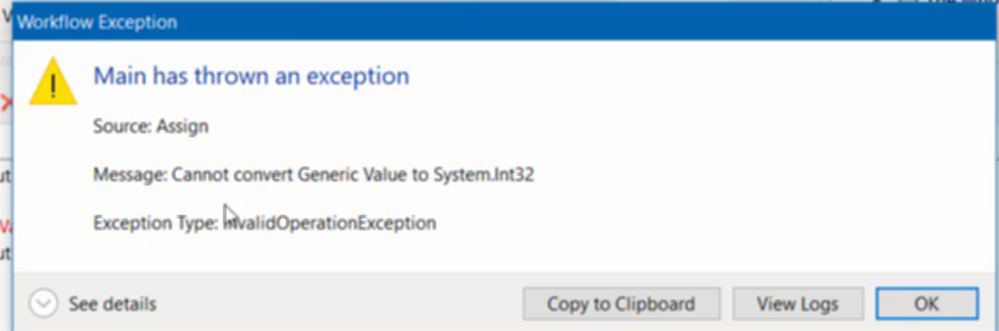 Workflow Exception
Main has thrown an exception
Source: Assign
Message: Cannot convert Generic Value to System.Int32
Exception Type: InvalidOperationException
See details
Copy to Clipboard
View Logs
OK